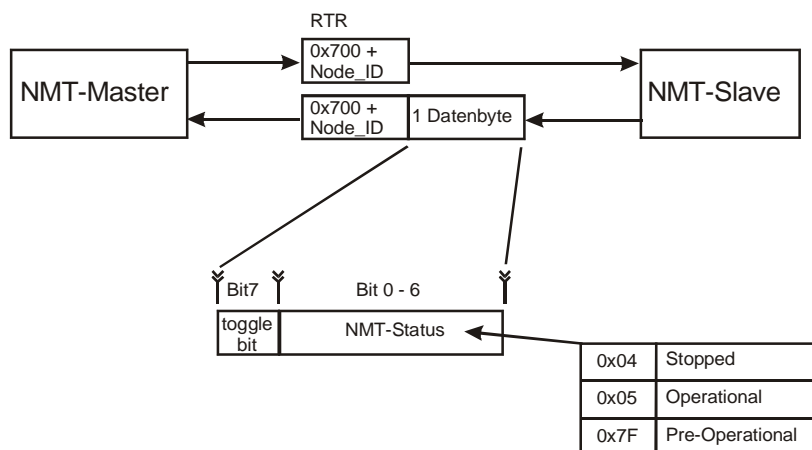 RTR
0x700 +
Node_ID
NMT-Master
NMT-Slave
0x700 +
Node_ID
1 Datenbyte
Bit7
Bit 0 - 6
toggle
bit
NMT-Status
0x04 Stopped
0x05 Operational
0x7F Pre-Operational